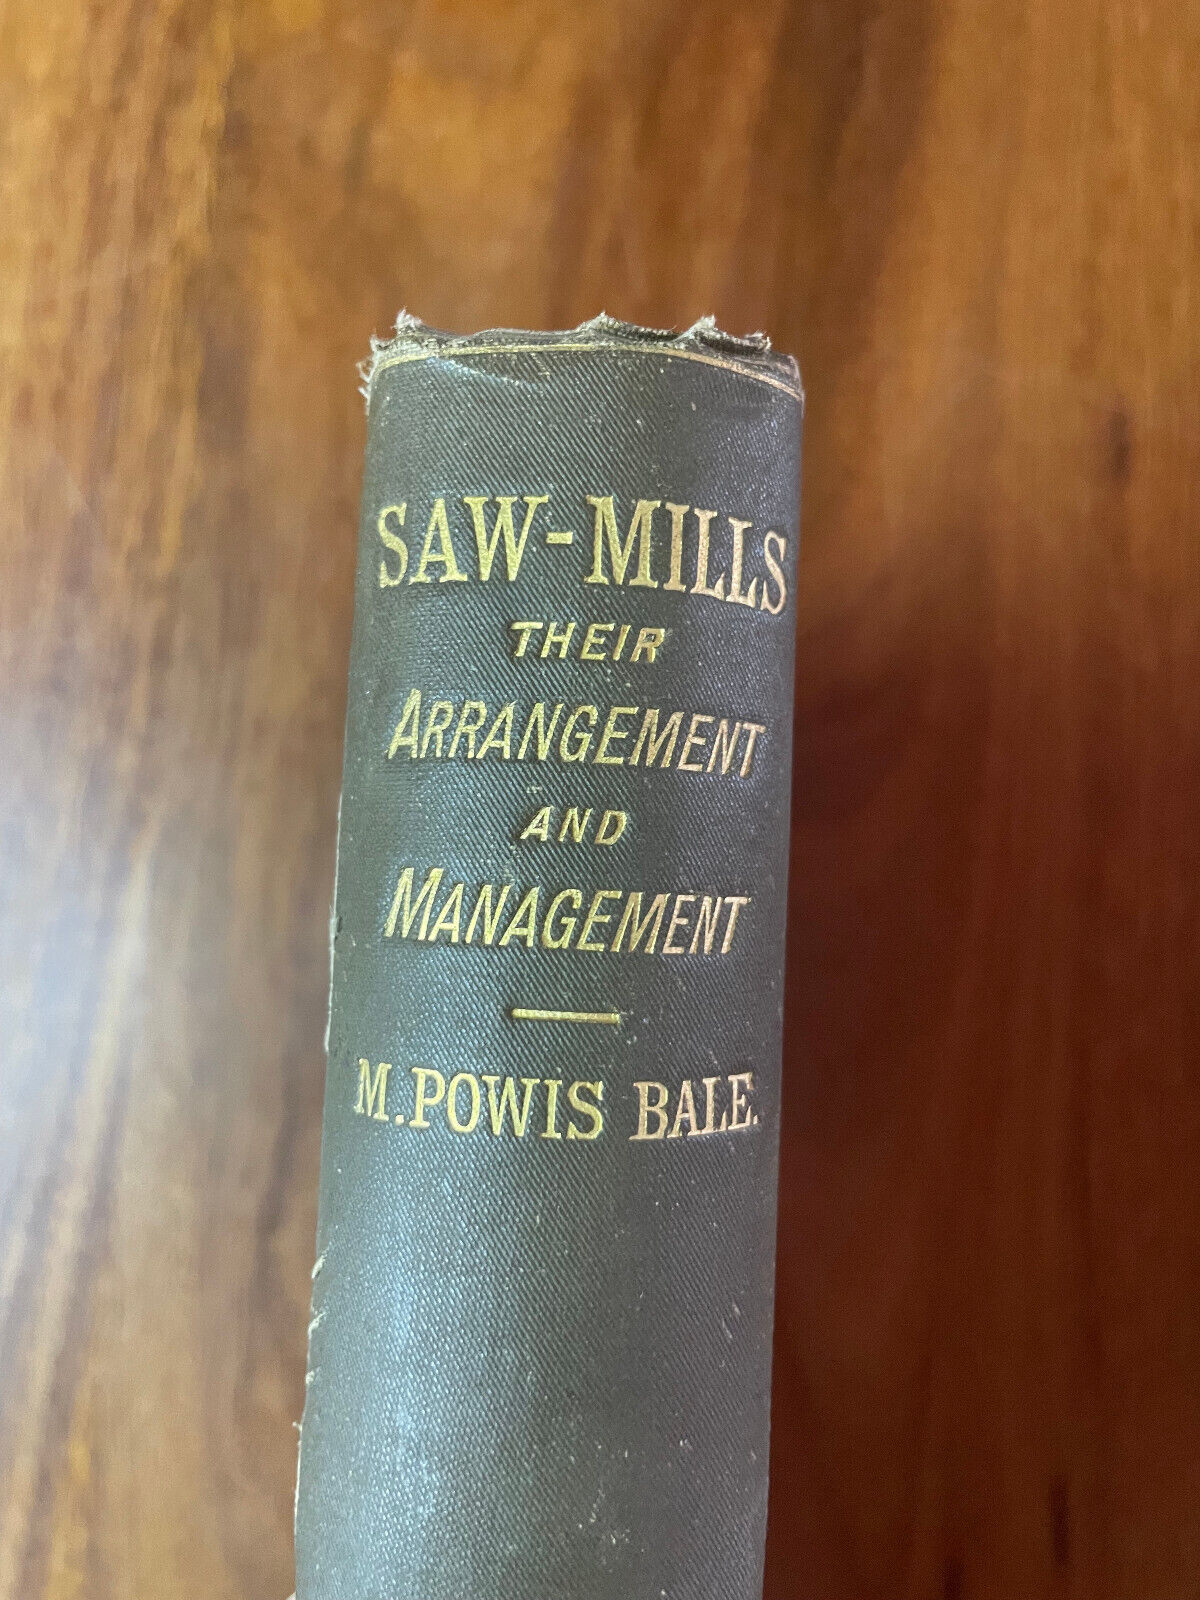 SAW-MILLS
THEIR
ARRANGEMENT
AND
MANAGEMENT
M. POWIS BALE.